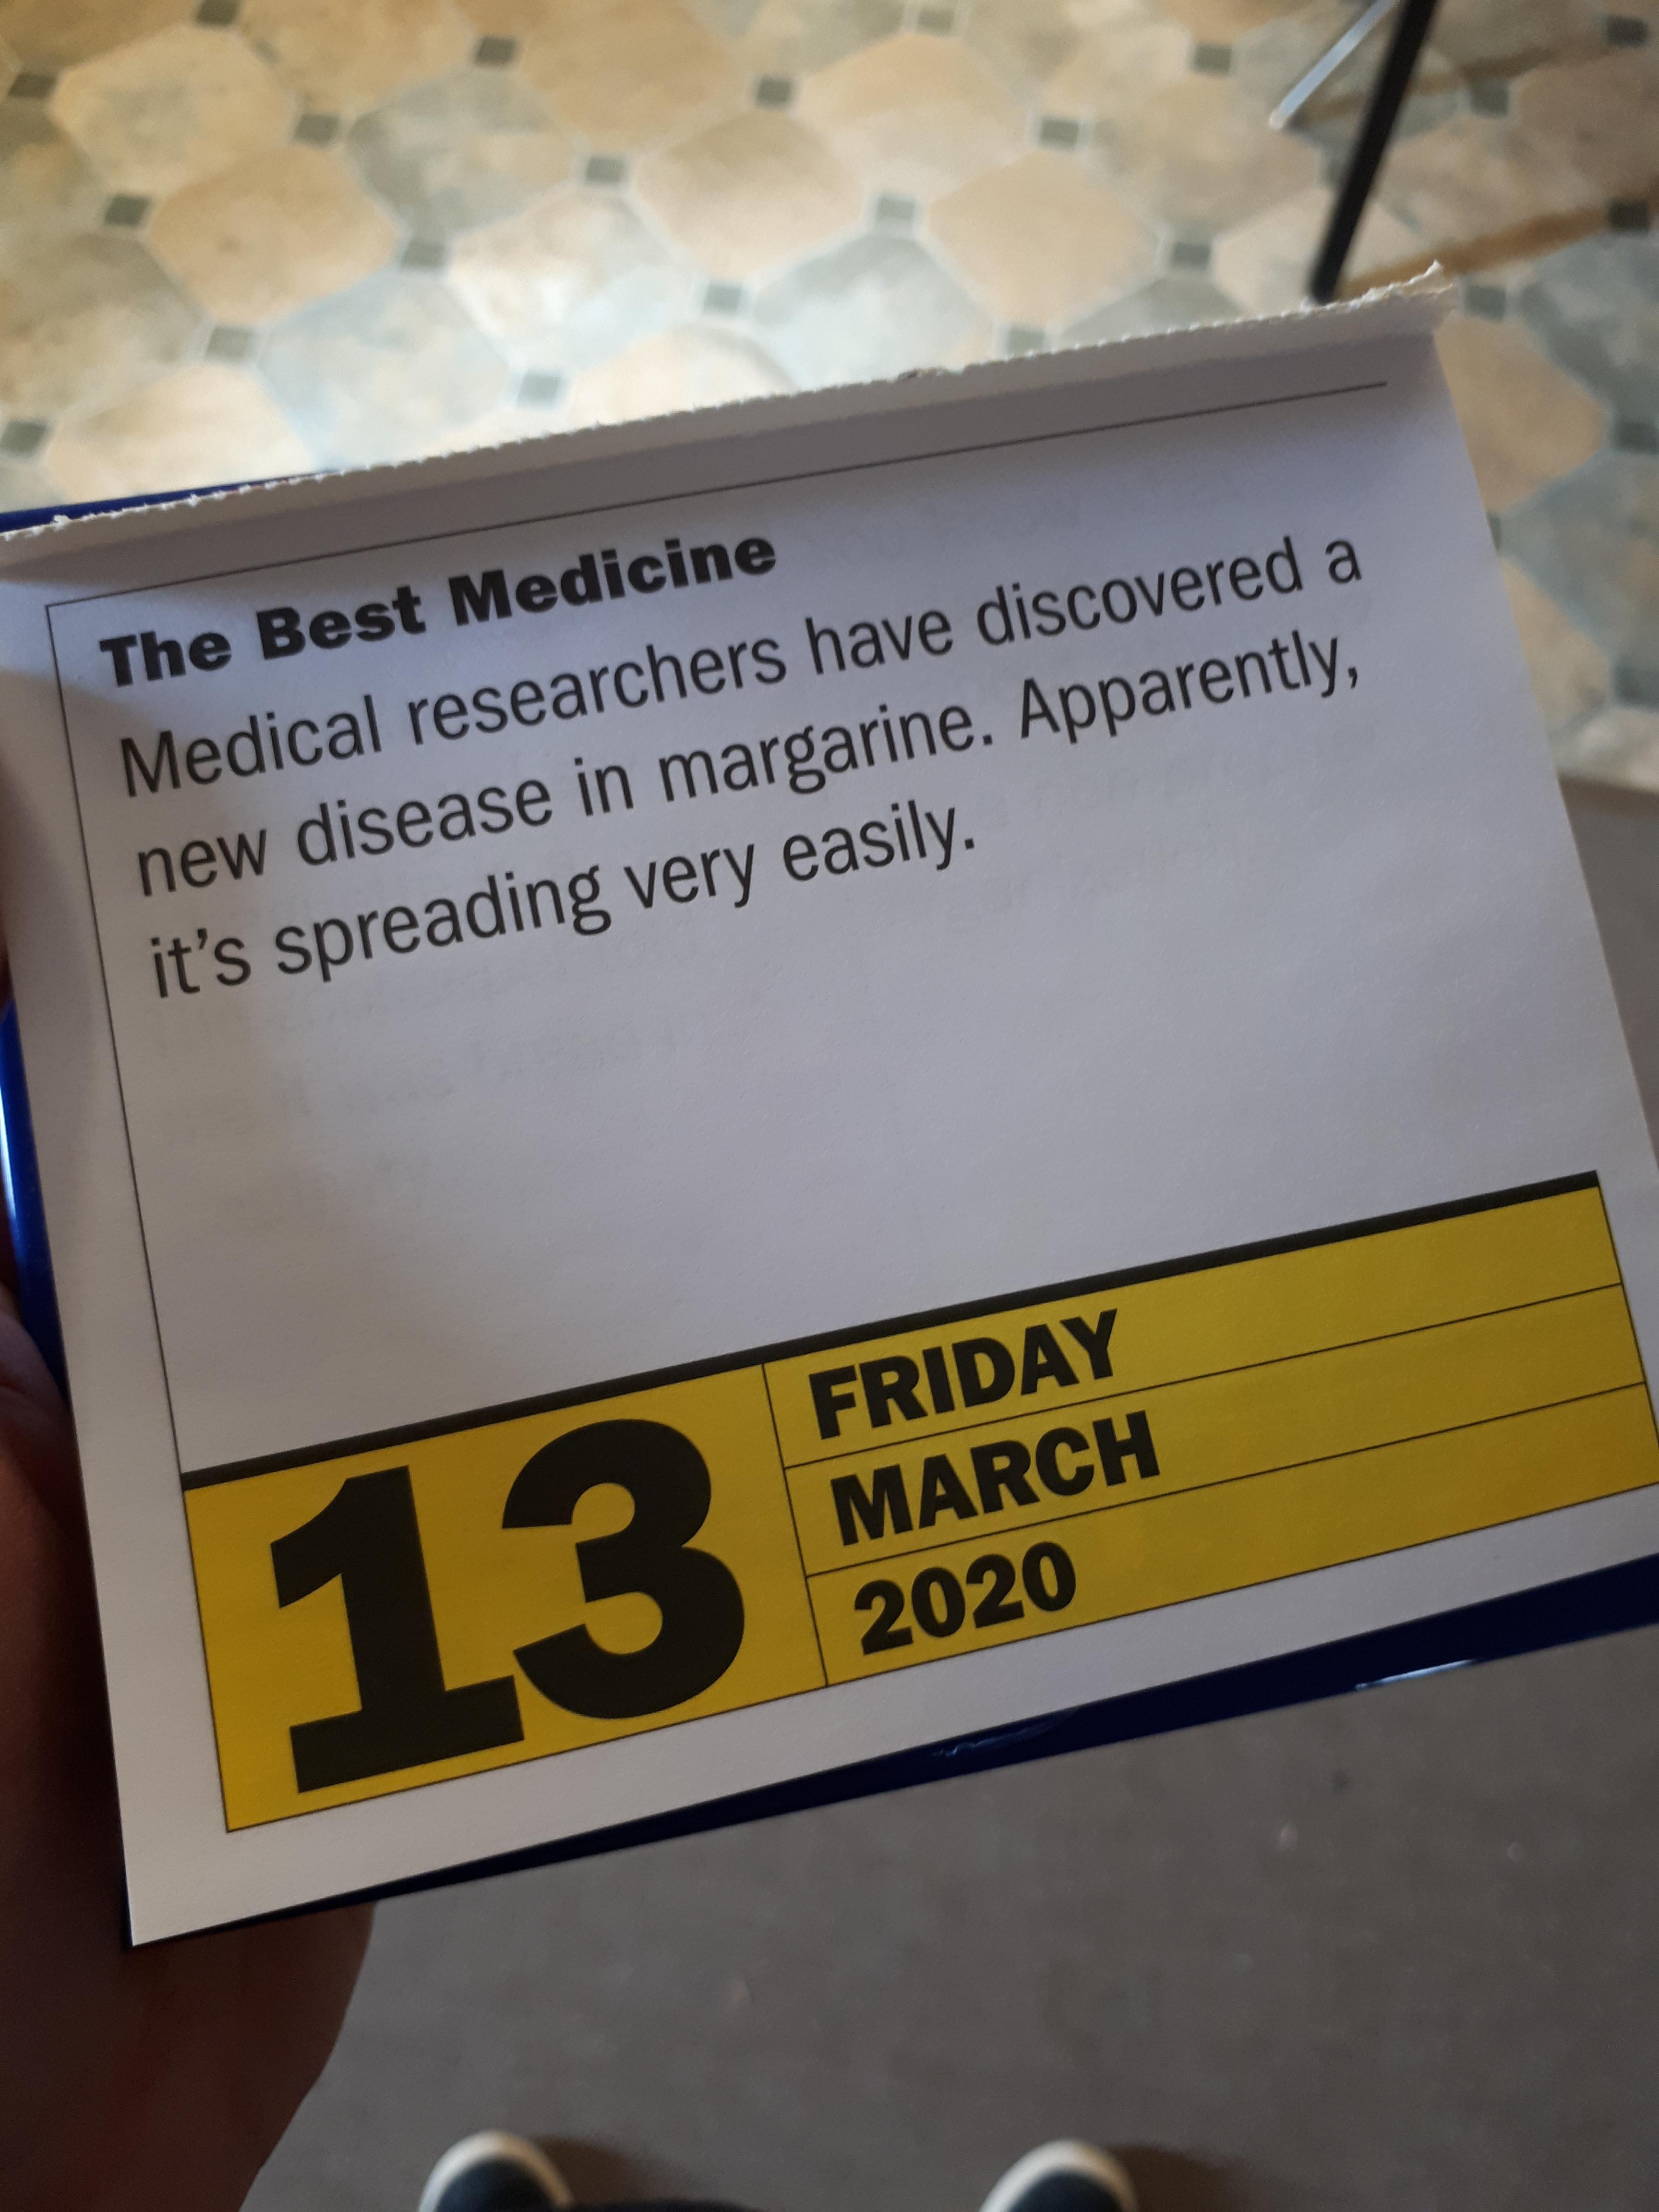 The Best Medicine
Medical researchers have discovered a
new disease in margarine. Apparently,
it's spreading very easily.
13
FRIDAY
MARCH
2020